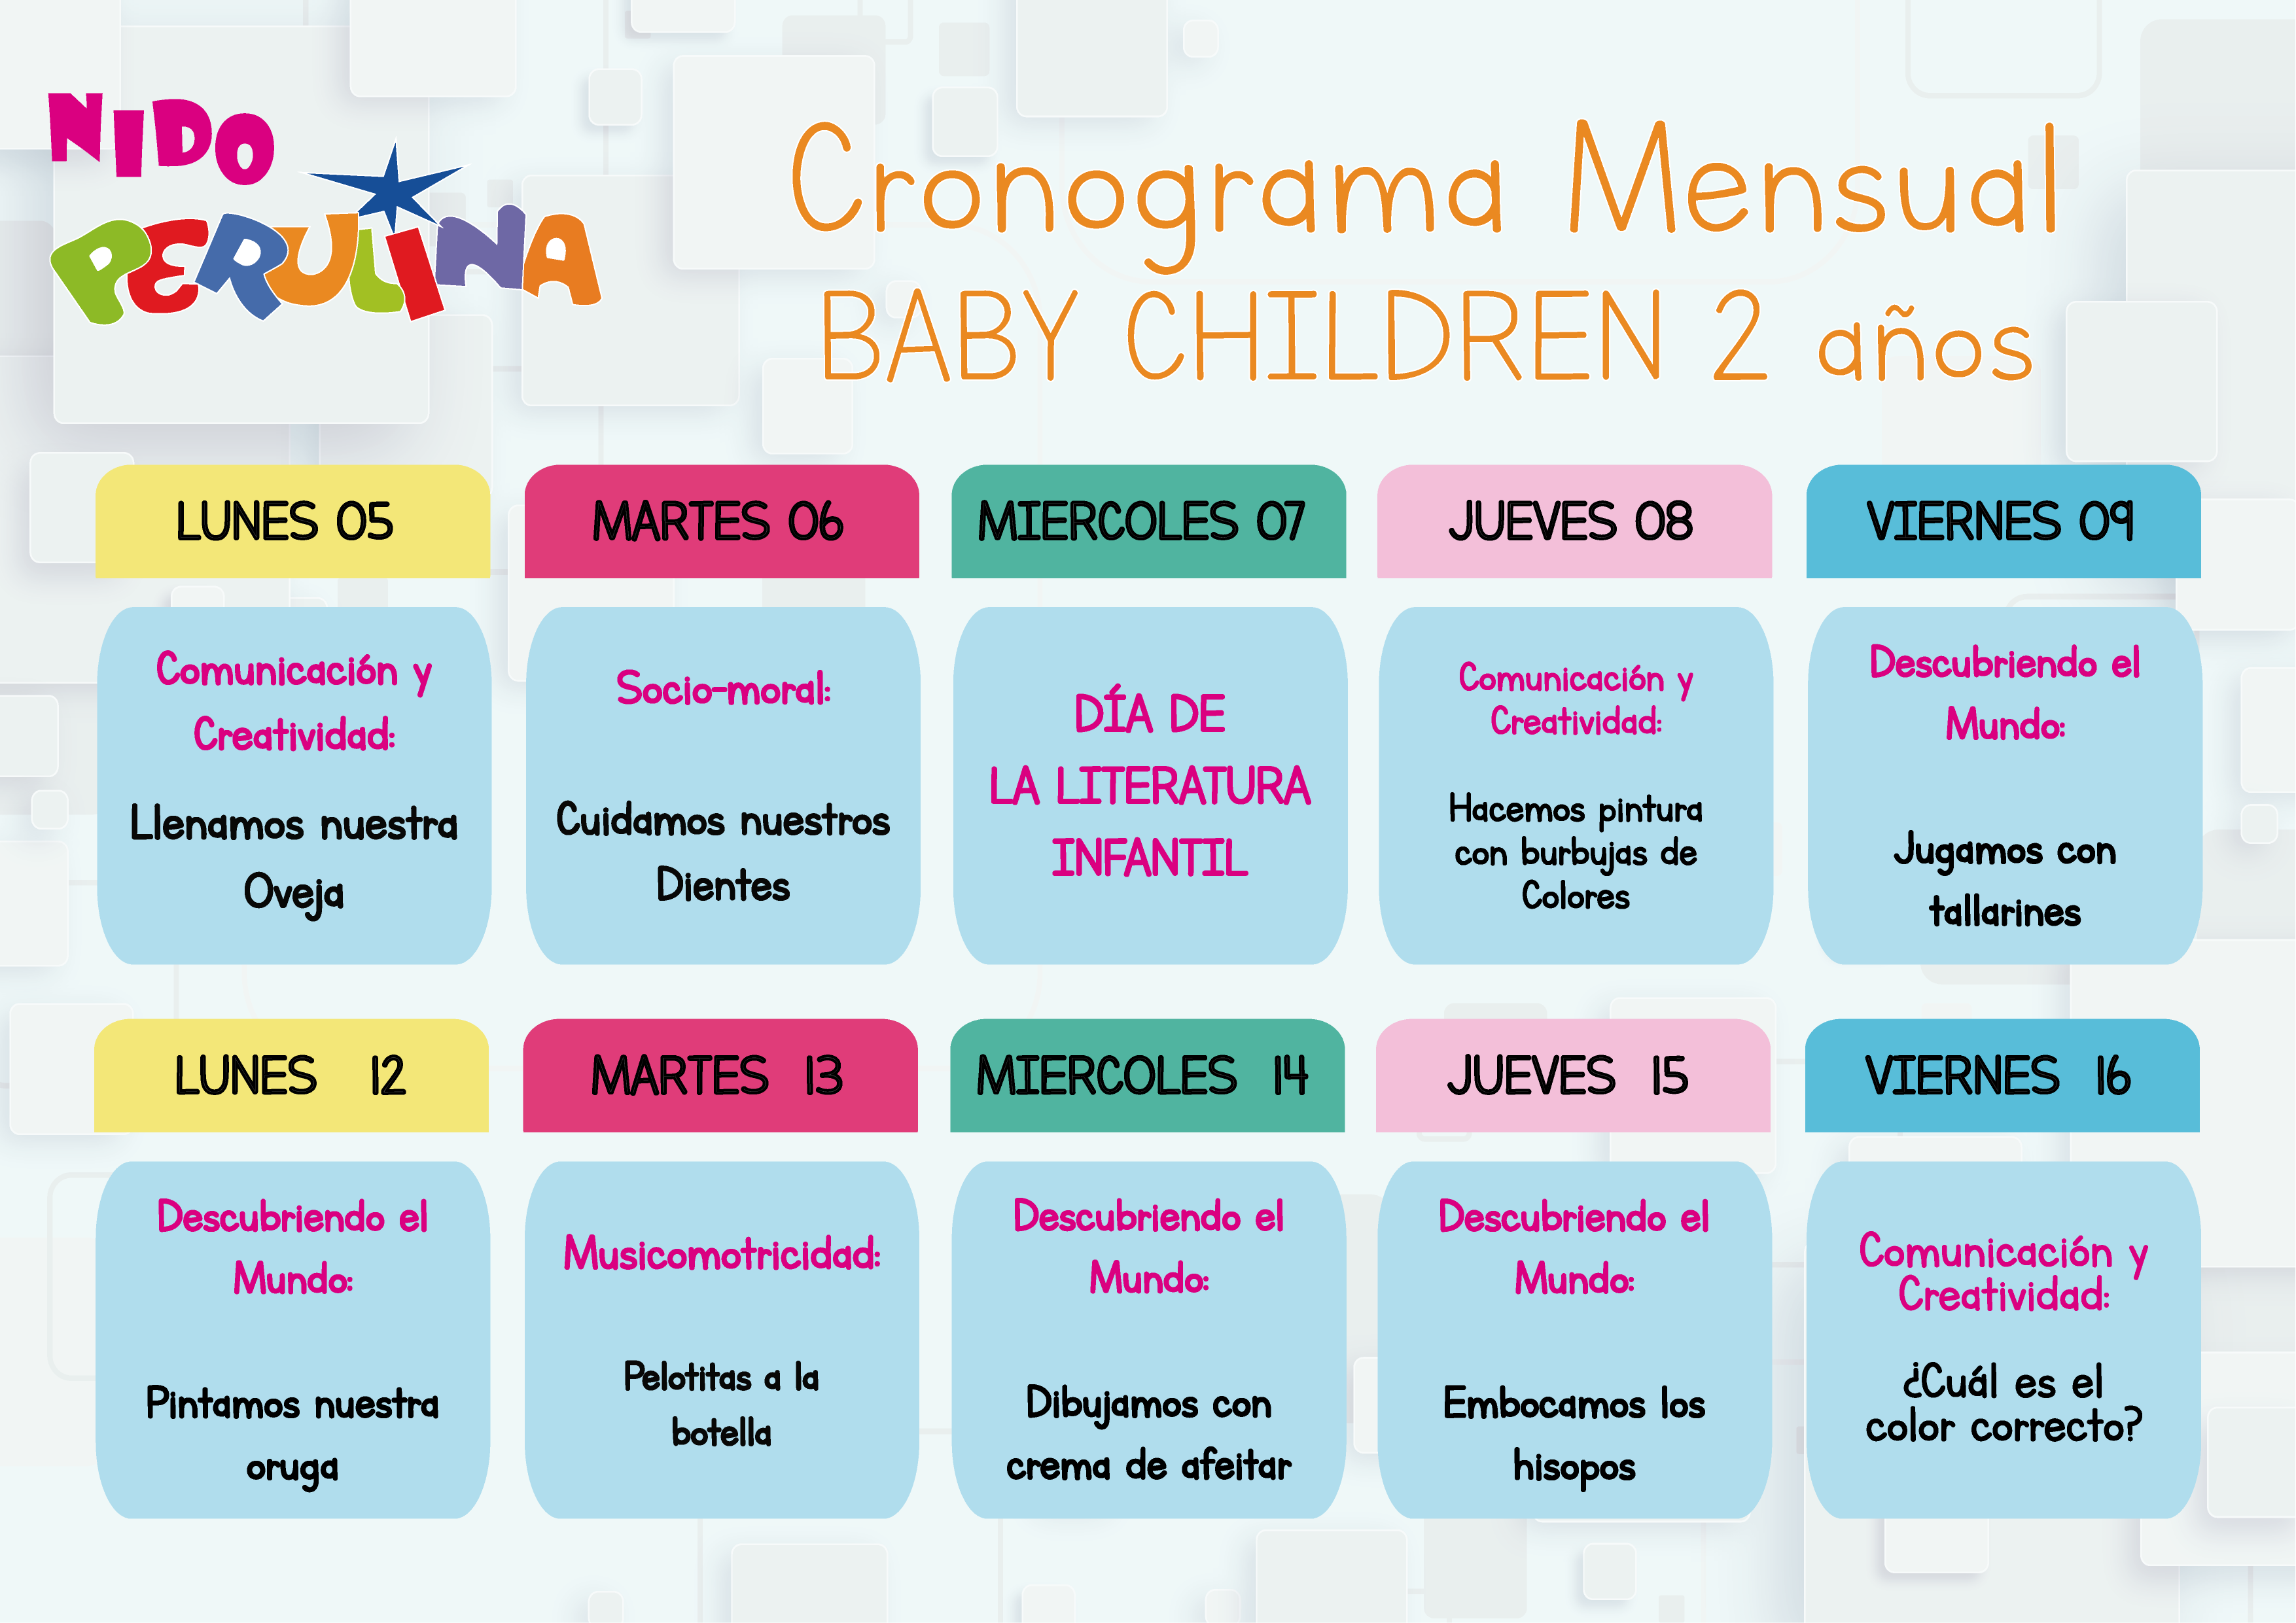 NIDO
PERULINA
Cronograma Mensual
BABY CHILDREN 2 años
LUNES 05
Comunicación y
Creatividad:
Llenamos nuestra
Oveja
MARTES 06
Socio-moral:
Cuidamos nuestros
Dientes
MIERCOLES 07
DÍA DE
LA LITERATURA
INFANTIL
JUEVES 08
Comunicación y
Creatividad:
Hacemos pintura
con burbujas de
Colores
VIERNES 09
Descubriendo el
Mundo:
Jugamos con
tallarines
LUNES 12
Descubriendo el
Mundo:
Pintamos nuestra
oruga
MARTES 13
Musicomotricidad:
Pelotitas a la
botella
MIERCOLES 14
Descubriendo el
Mundo:
Dibujamos con
crema de afeitar
JUEVES 15
Descubriendo el
Mundo:
Embocamos los
hisopos
VIERNES 16
Comunicación y
Creatividad:
¿Cuál es el
color correcto?